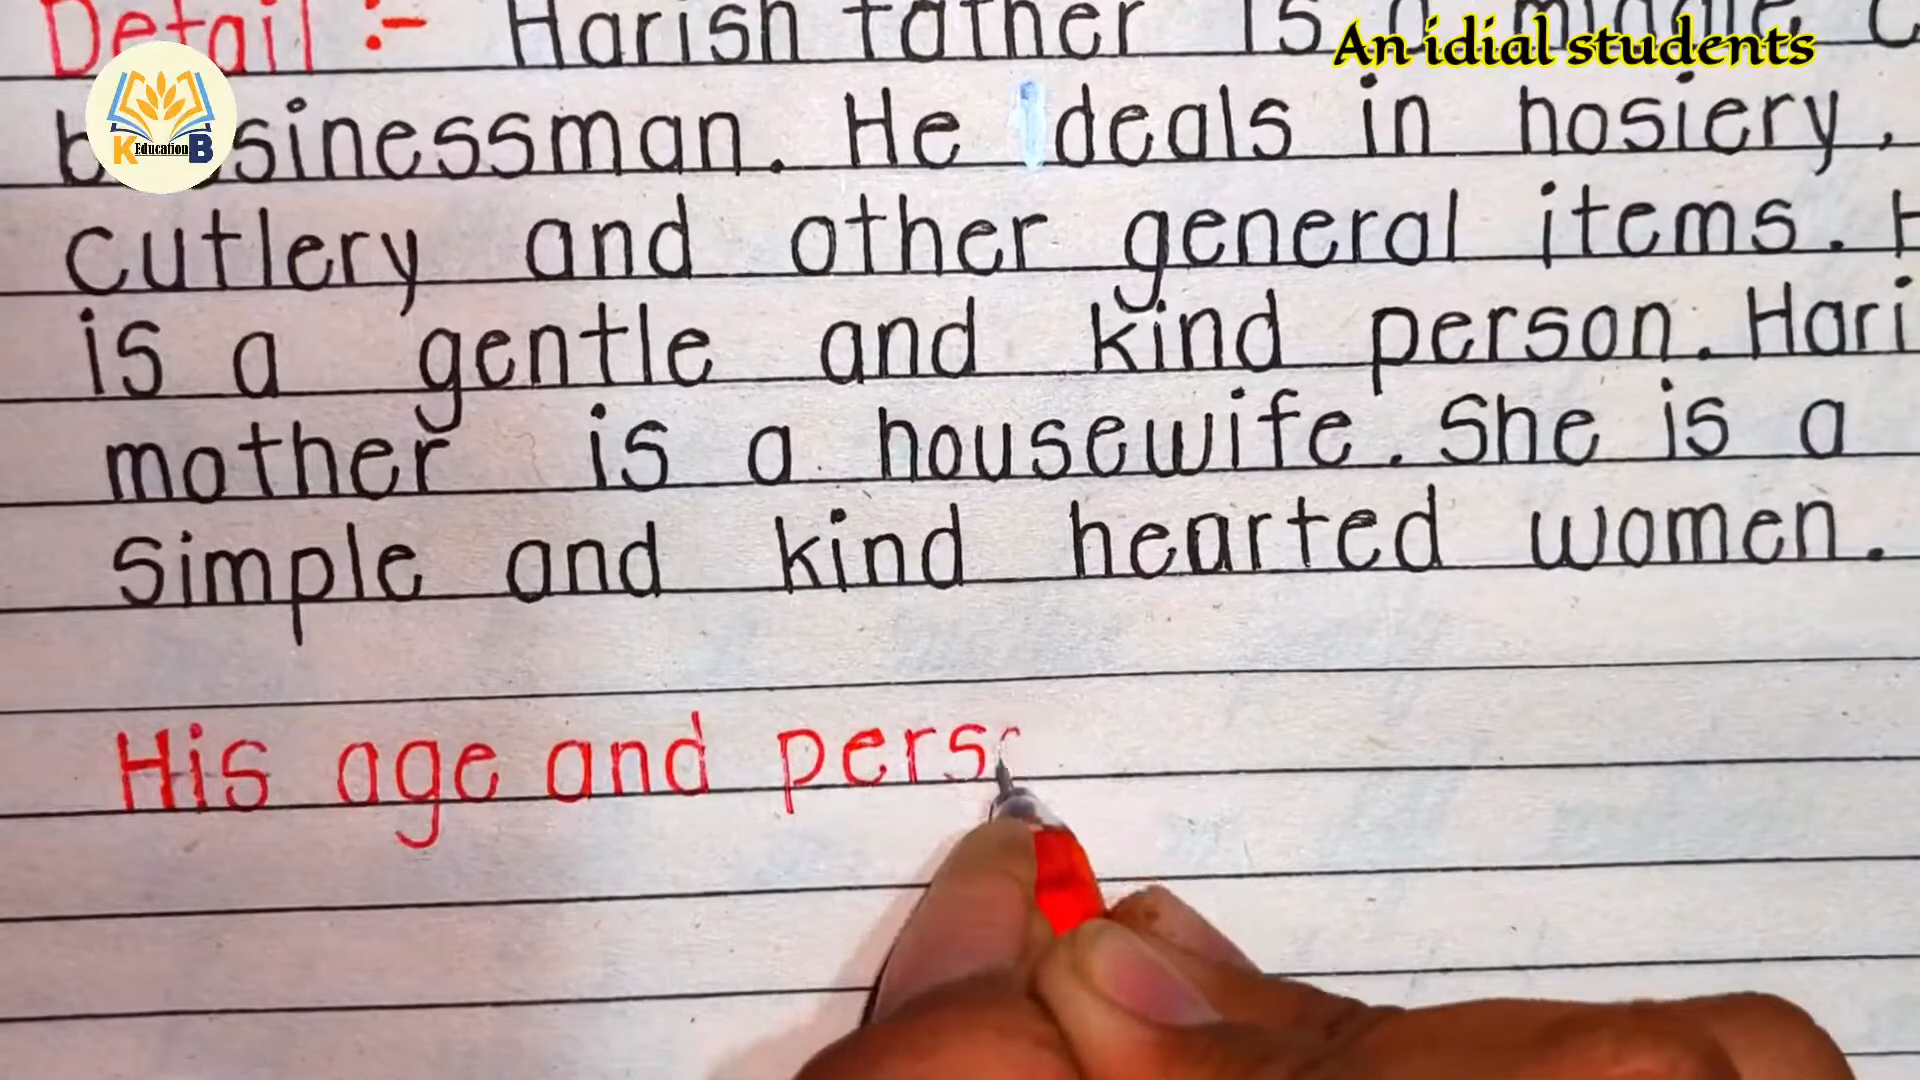 An idial students
Detail :- Harish father is a middle
K Education B
businessman. He deals in hosiery,
cutlery and other general items.
is a gentle and kind person. Hari
mother is a housewife. She is a
Simple and kind hearted women.
His age and pers